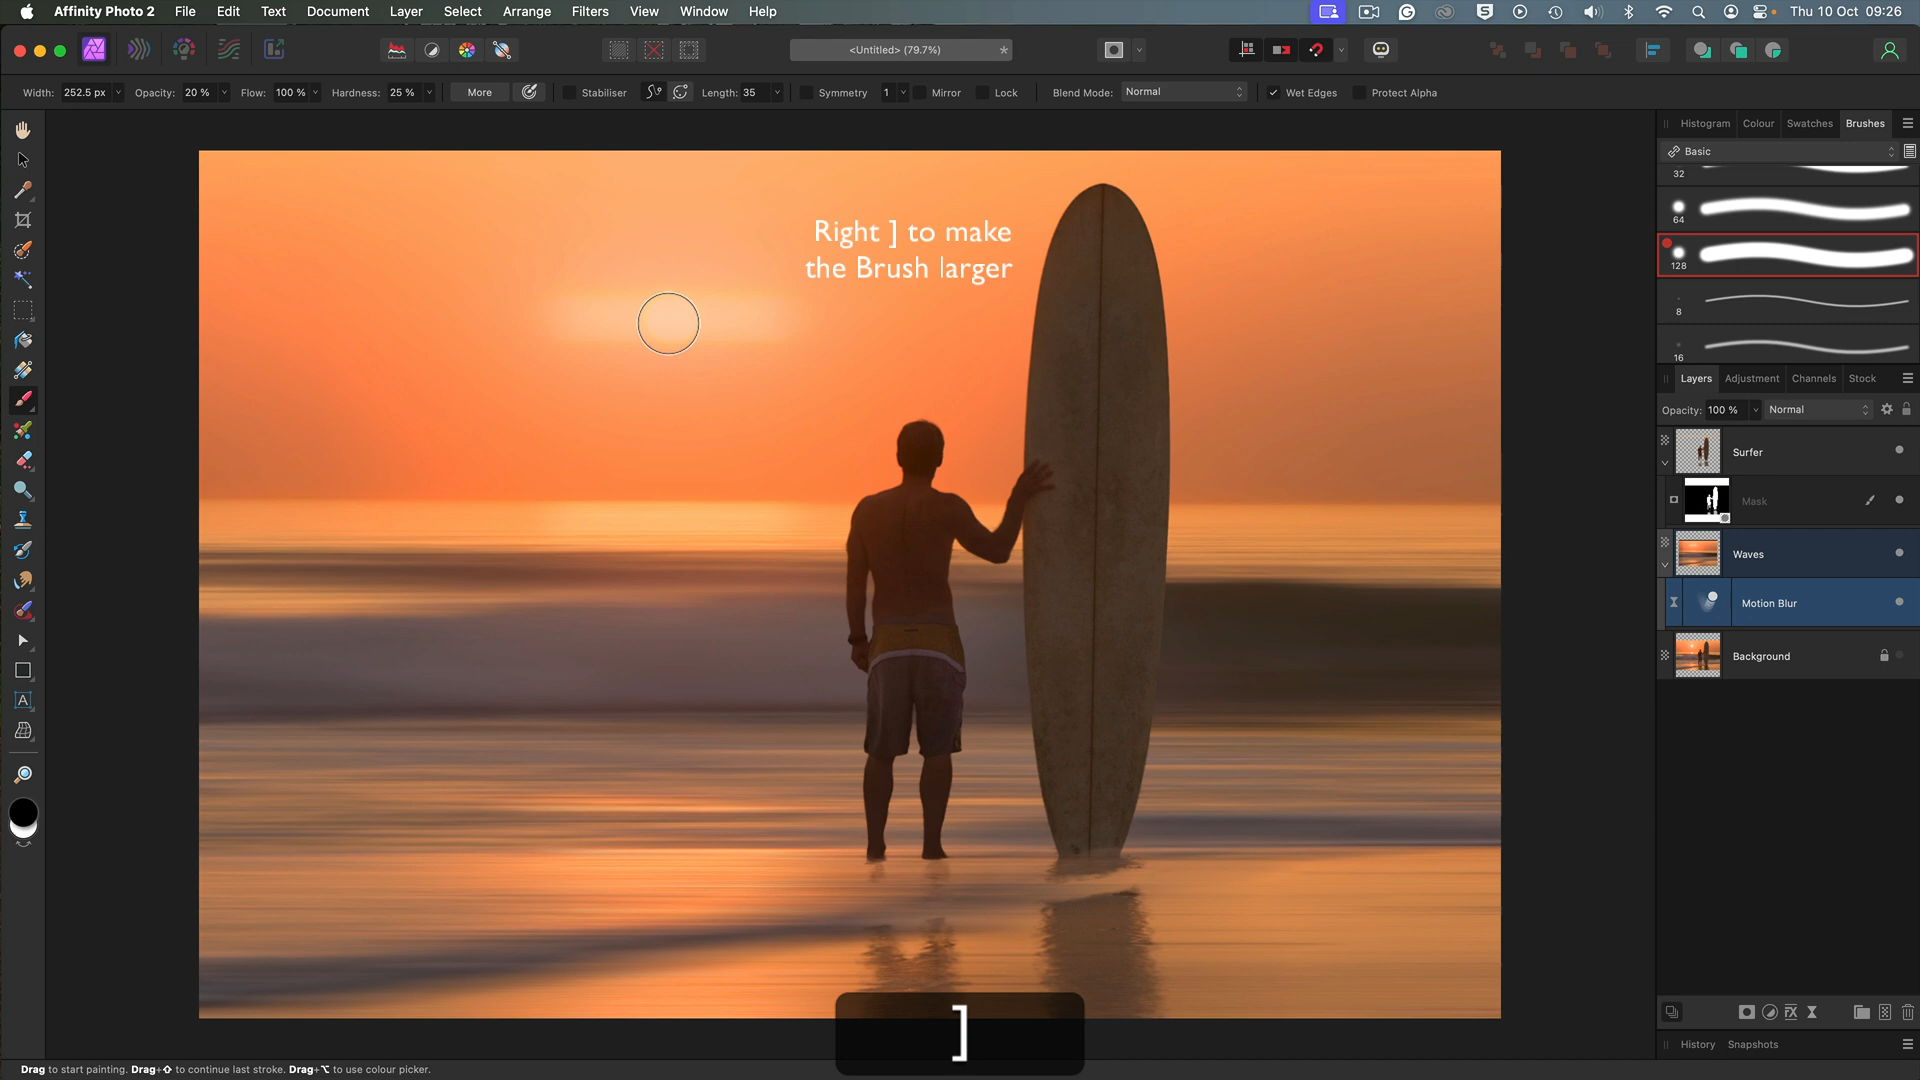 Affinity Photo 2 File Edit Text Document Layer Select Arrange Filters View Window Help Thu 10 Oct 09:26
<Untitled> (79.7%) *
Width: 252.5 px Opacity: 20 % Flow: 100 % Hardness: 25 % More Stabiliser Length: 35 Symmetry 1 Mirror Lock Blend Mode: Normal Wet Edges Protect Alpha
Histogram Colour Swatches Brushes
Basic
32
64
128
8
16
Right ] to make
the Brush larger
Layers Adjustment Channels Stock
Opacity: 100 % Normal
Surfer
Mask
Waves
Motion Blur
Background
]
History Snapshots
Drag to start painting. Drag+⇧ to continue last stroke. Drag+⌥ to use colour picker.